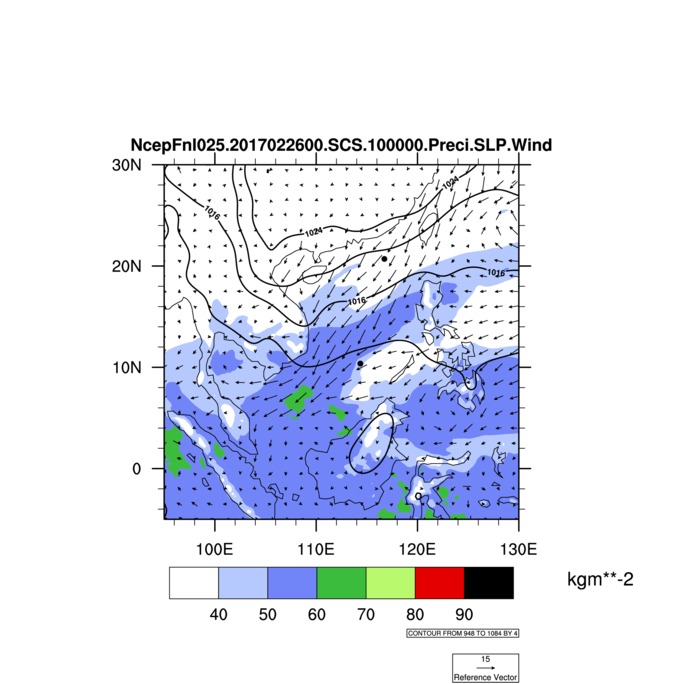 NcepFnl025.2017022600.SCS.100000.Preci.SLP.Wind
30N
1024
1016
1024
20N
1016
1016
10N
0
100E 110E 120E 130E
kgm**-2
40 50 60 70 80 90
CONTOUR FROM 948 TO 1084 BY 4
15
Reference Vector